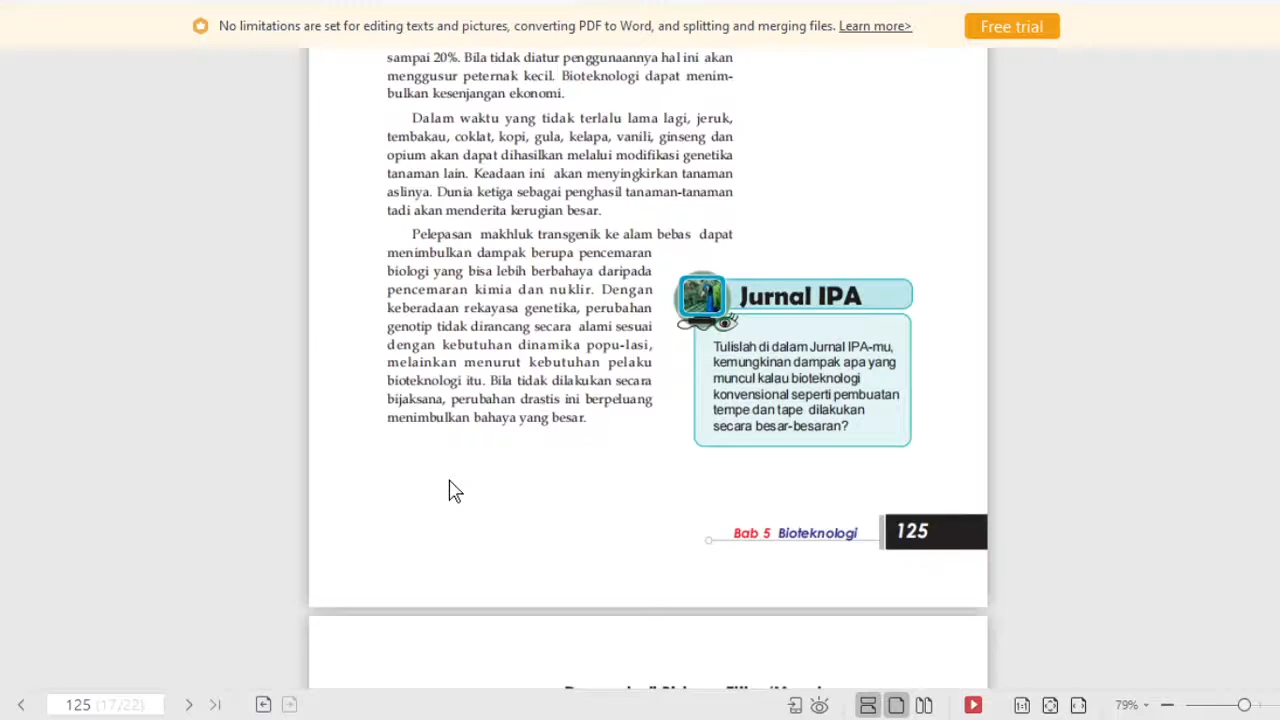 No limitations are set for editing texts and pictures, converting PDF to Word, and splitting and merging files. Learn more>
Free trial
sampai 20%. Bila tidak diatur penggunaannya hal ini akan
menggusur peternak kecil. Bioteknologi dapat menim-
bulkan kesenjangan ekonomi.
Dalam waktu yang tidak terlalu lama lagi, jeruk,
tembakau, coklat, kopi, gula, kelapa, vanili, ginseng dan
opium akan dapat dihasilkan melalui modifikasi genetika
tanaman lain. Keadaan ini akan menyingkirkan tanaman
aslinya. Dunia ketiga sebagai penghasil tanaman-tanaman
tadi akan menderita kerugian besar.
Pelepasan makhluk transgenik ke alam bebas dapat
menimbulkan dampak berupa pencemaran
biologi yang bisa lebih berbahaya daripada
pencemaran kimia dan nuklir. Dengan
keberadaan rekayasa genetika, perubahan
genotip tidak dirancang secara alami sesuai
dengan kebutuhan dinamika popu-lasi,
melainkan menurut kebutuhan pelaku
bioteknologi itu. Bila tidak dilakukan secara
bijaksana, perubahan drastis ini berpeluang
menimbulkan bahaya yang besar.
Jurnal IPA
Tulislah di dalam Jurnal IPA-mu,
kemungkinan dampak apa yang
muncul kalau bioteknologi
konvensional seperti pembuatan
tempe dan tape dilakukan
secara besar-besaran?
Bab 5 Bioteknologi
125
125 (17/22)
79%